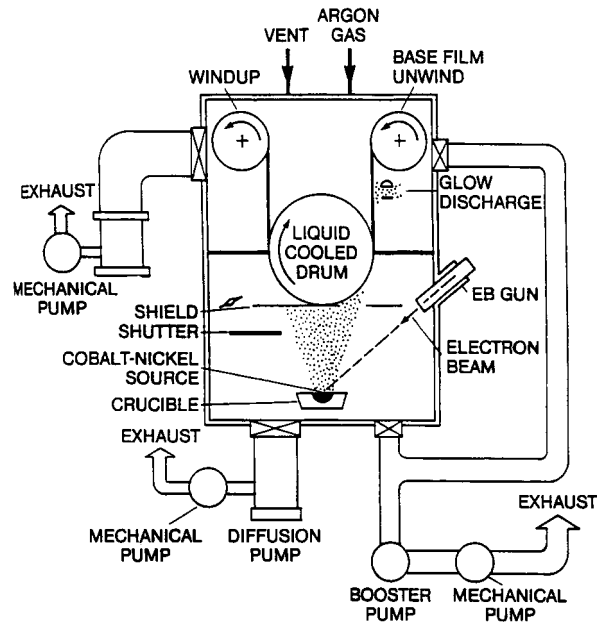 VENT
ARGON
GAS
WINDUP
BASE FILM
UNWIND
EXHAUST
GLOW
DISCHARGE
LIQUID
COOLED
DRUM
MECHANICAL
PUMP
EB GUN
SHIELD
SHUTTER
ELECTRON
BEAM
COBALT-NICKEL
SOURCE
CRUCIBLE
EXHAUST
EXHAUST
MECHANICAL
PUMP
DIFFUSION
PUMP
BOOSTER
PUMP
MECHANICAL
PUMP